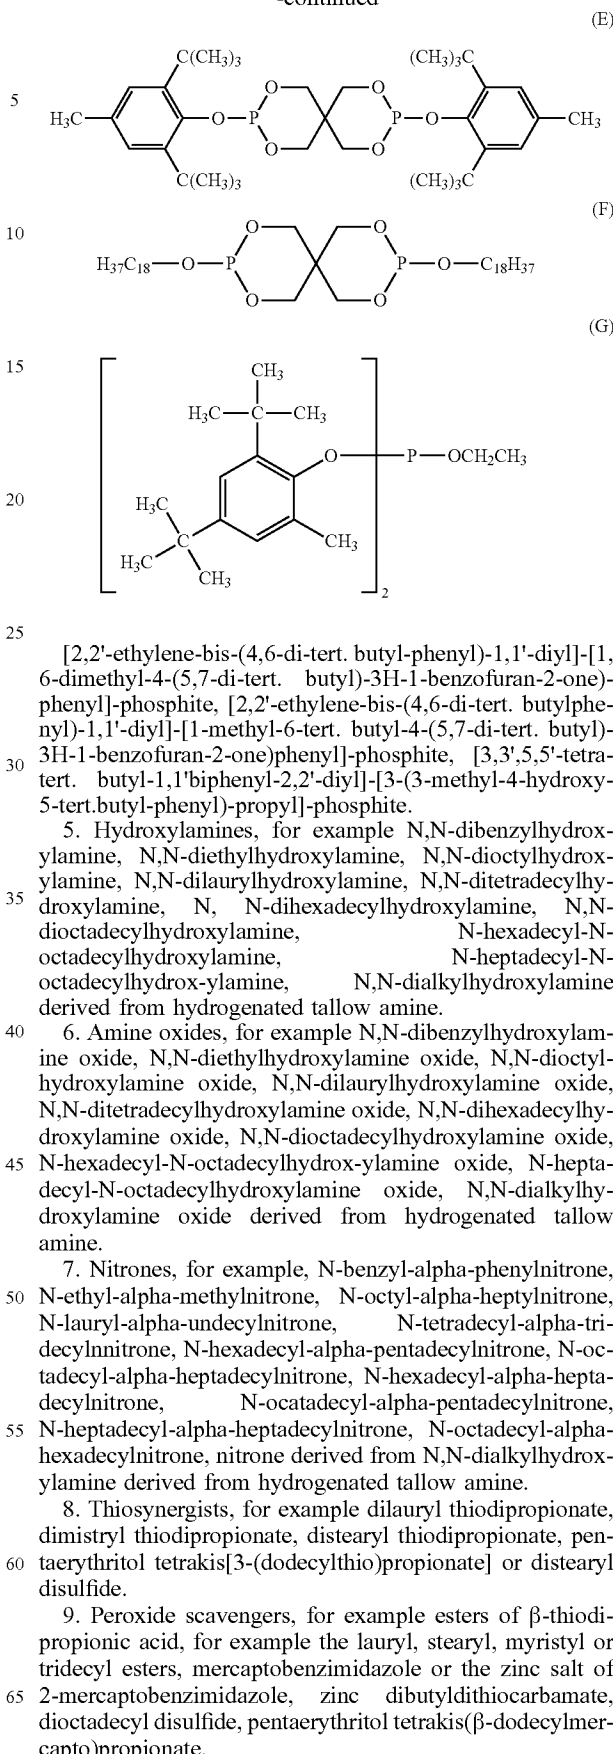 -continued
(E)
C(CH3)3 (CH3)3C
5
O O
H3C O P P O CH3
O O
C(CH3)3 (CH3)3C
(F)
10
O O
H37C18 O P P O C18H37
O O
(G)
15
CH3
H3C C CH3
O P OCH2CH3
20
H3C
C CH3
H3C
CH3
2
25
[2,2'-ethylene-bis-(4,6-di-tert. butyl-phenyl)-1,1'-diyl]-[1,
6-dimethyl-4-(5,7-di-tert. butyl)-3H-1-benzofuran-2-one)-
phenyl]-phosphite, [2,2'-ethylene-bis-(4,6-di-tert. butylphe-
nyl)-1,1'-diyl]-[1-methyl-6-tert. butyl-4-(5,7-di-tert. butyl)-
30 3H-1-benzofuran-2-one)phenyl]-phosphite, [3,3',5,5'-tetra-
tert. butyl-1,1'biphenyl-2,2'-diyl]-[3-(3-methyl-4-hydroxy-
5-tert.butyl-phenyl)-propyl]-phosphite.
5. Hydroxylamines, for example N,N-dibenzylhydrox-
ylamine, N,N-diethylhydroxylamine, N,N-dioctylhydrox-
ylamine, N,N-dilaurylhydroxylamine, N,N-ditetradecylhy-
35 droxylamine, N, N-dihexadecylhydroxylamine, N,N-
dioctadecylhydroxylamine, N-hexadecyl-N-
octadecylhydroxylamine, N-heptadecyl-N-
octadecylhydrox-ylamine, N,N-dialkylhydroxylamine
derived from hydrogenated tallow amine.
40 6. Amine oxides, for example N,N-dibenzylhydroxylam-
ine oxide, N,N-diethylhydroxylamine oxide, N,N-dioctyl-
hydroxylamine oxide, N,N-dilaurylhydroxylamine oxide,
N,N-ditetradecylhydroxylamine oxide, N,N-dihexadecylhy-
droxylamine oxide, N,N-dioctadecylhydroxylamine oxide,
45 N-hexadecyl-N-octadecylhydrox-ylamine oxide, N-hepta-
decyl-N-octadecylhydroxylamine oxide, N,N-dialkylhy-
droxylamine oxide derived from hydrogenated tallow
amine.
7. Nitrones, for example, N-benzyl-alpha-phenylnitrone,
50 N-ethyl-alpha-methylnitrone, N-octyl-alpha-heptylnitrone,
N-lauryl-alpha-undecylnitrone, N-tetradecyl-alpha-tri-
decylnnitrone, N-hexadecyl-alpha-pentadecylnitrone, N-oc-
tadecyl-alpha-heptadecylnitrone, N-hexadecyl-alpha-hepta-
decylnitrone, N-ocatadecyl-alpha-pentadecylnitrone,
55 N-heptadecyl-alpha-heptadecylnitrone, N-octadecyl-alpha-
hexadecylnitrone, nitrone derived from N,N-dialkylhydrox-
ylamine derived from hydrogenated tallow amine.
8. Thiosynergists, for example dilauryl thiodipropionate,
dimistryl thiodipropionate, distearyl thiodipropionate, pen-
60 taerythritol tetrakis[3-(dodecylthio)propionate] or distearyl
disulfide.
9. Peroxide scavengers, for example esters of β-thiodi-
propionic acid, for example the lauryl, stearyl, myristyl or
tridecyl esters, mercaptobenzimidazole or the zinc salt of
65 2-mercaptobenzimidazole, zinc dibutyldithiocarbamate,
dioctadecyl disulfide, pentaerythritol tetrakis(β-dodecylmer-
capto)propionate.